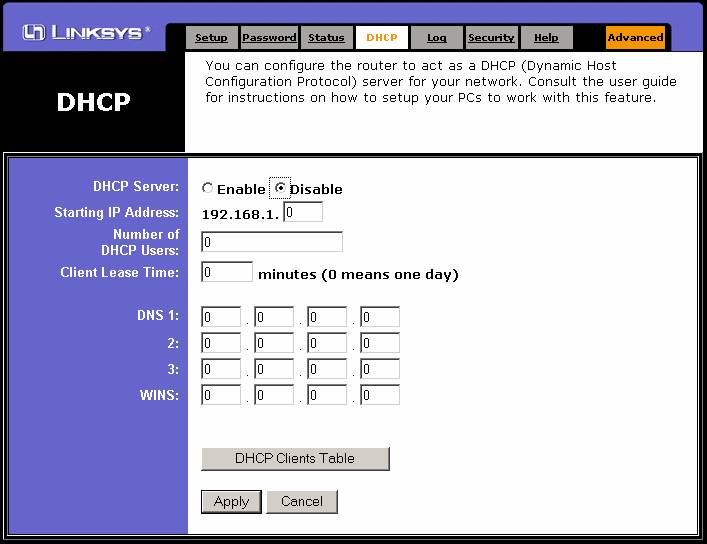 LINKSYS®
Setup Password Status DHCP Log Security Help Advanced
DHCP
You can configure the router to act as a DHCP (Dynamic Host
Configuration Protocol) server for your network. Consult the user guide
for instructions on how to setup your PCs to work with this feature.
DHCP Server: Enable Disable
Starting IP Address: 192.168.1. 0
Number of
DHCP Users: 0
Client Lease Time: 0 minutes (0 means one day)
DNS 1: 0 . 0 . 0 . 0
2: 0 . 0 . 0 . 0
3: 0 . 0 . 0 . 0
WINS: 0 . 0 . 0 . 0
DHCP Clients Table
Apply Cancel